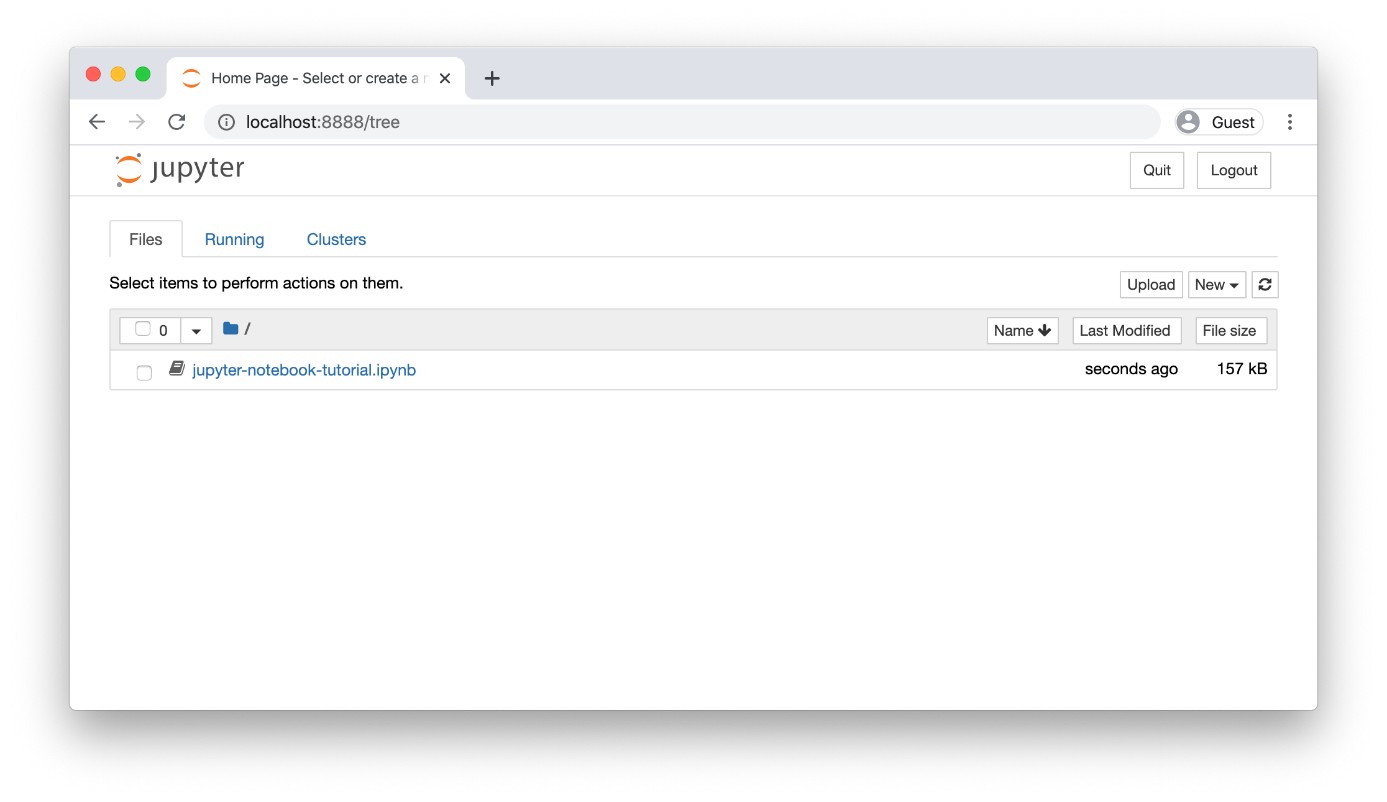 Home Page - Select or create a n
localhost:8888/tree
Guest
jupyter
Quit
Logout
Files
Running
Clusters
Select items to perform actions on them.
Upload
New
0
/
Name
Last Modified
File size
jupyter-notebook-tutorial.ipynb
seconds ago
157 kB